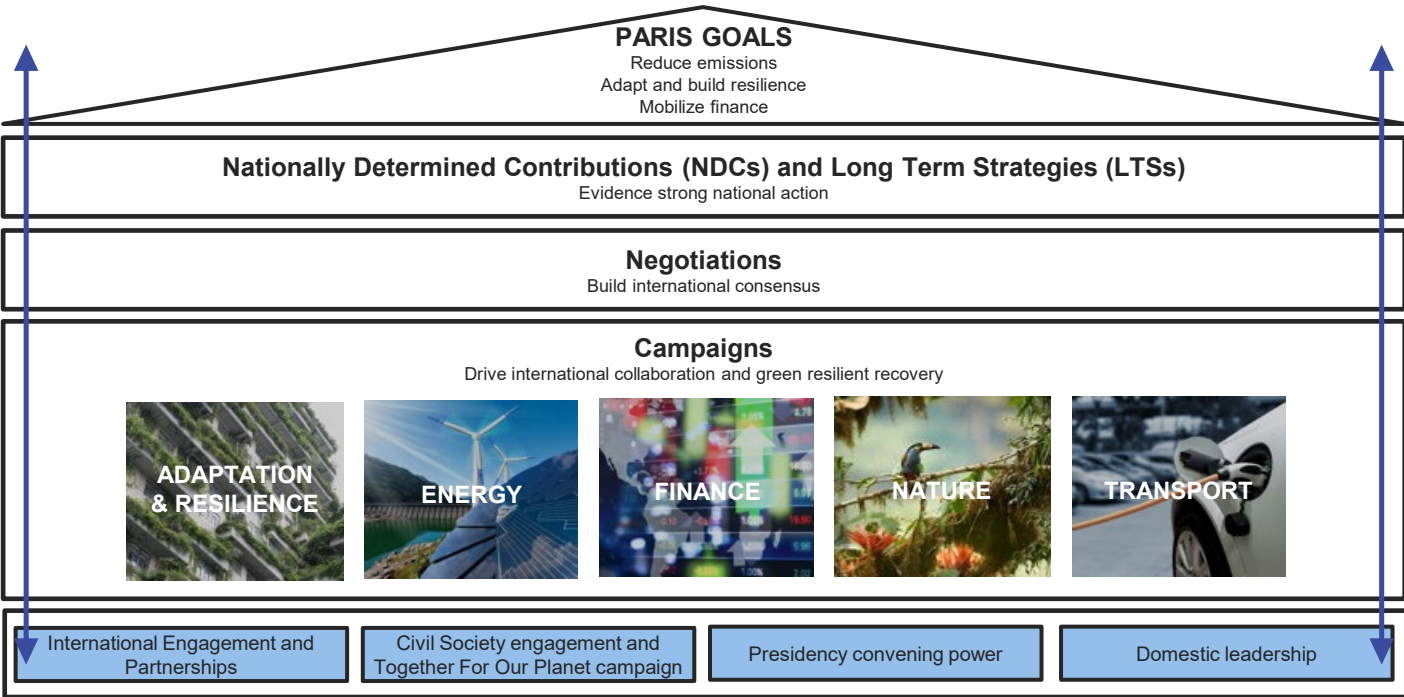 PARIS GOALS
Reduce emissions
Adapt and build resilience
Mobilize finance
Nationally Determined Contributions (NDCs) and Long Term Strategies (LTSs)
Evidence strong national action
Negotiations
Build international consensus
Campaigns
Drive international collaboration and green resilient recovery
ADAPTATION
& RESILIENCE
ENERGY
FINANCE
NATURE
TRANSPORT
International Engagement and
Partnerships
Civil Society engagement and
Together For Our Planet campaign
Presidency convening power
Domestic leadership